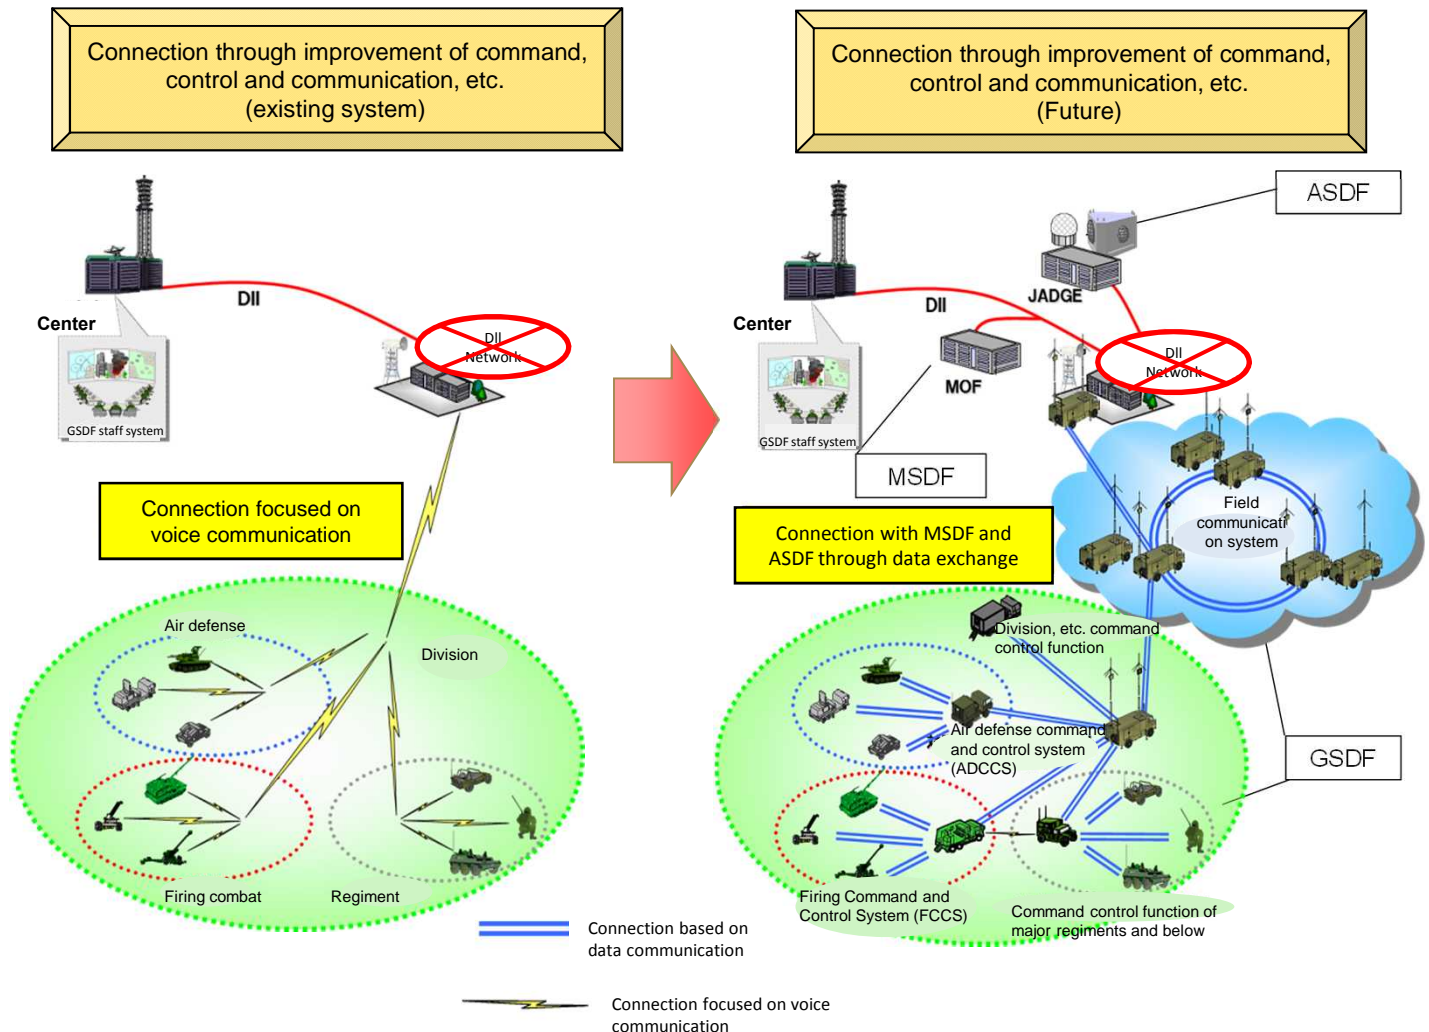 Connection through improvement of command,
control and communication, etc.
(existing system)
Connection through improvement of command,
control and communication, etc.
(Future)
DII
Center
GSDF staff system
DII
Network
Connection focused on
voice communication
Air defense
Division
Firing combat
Regiment
ASDF
JADGE
DII
Center
GSDF staff system
MOF
DII
Network
MSDF
Connection with MSDF and
ASDF through data exchange
Field
communicati
on system
Division, etc. command
control function
Air defense command
and control system
(ADCCS)
GSDF
Firing Command and
Control System (FCCS)
Command control function of
major regiments and below
Connection based on
data communication
Connection focused on voice
communication